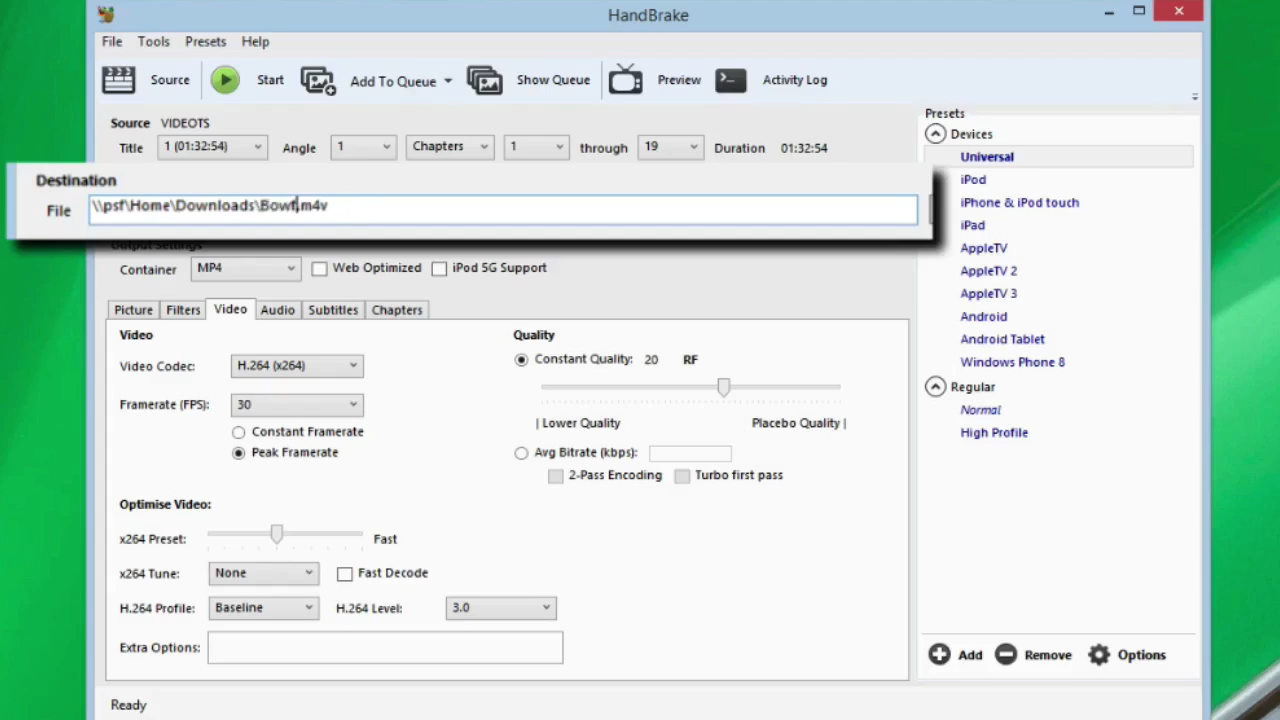 HandBrake
File Tools Presets Help
Source Start Add To Queue Show Queue Preview Activity Log
Source VIDEOTS
Title 1 (01:32:54) Angle 1 Chapters 1 through 19 Duration 01:32:54
Destination
File \\psf\Home\Downloads\Bowf.m4v
Output Settings
Container MP4 Web Optimized iPod 5G Support
Picture Filters Video Audio Subtitles Chapters
Video
Video Codec: H.264 (x264)
Framerate (FPS): 30
Constant Framerate
Peak Framerate
Quality
Constant Quality: 20 RF
| Lower Quality Placebo Quality |
Avg Bitrate (kbps):
2-Pass Encoding Turbo first pass
Optimise Video:
x264 Preset: Fast
x264 Tune: None Fast Decode
H.264 Profile: Baseline H.264 Level: 3.0
Extra Options:
Presets
Devices
Universal
iPod
iPhone & iPod touch
iPad
AppleTV
AppleTV 2
AppleTV 3
Android
Android Tablet
Windows Phone 8
Regular
Normal
High Profile
Add Remove Options
Ready